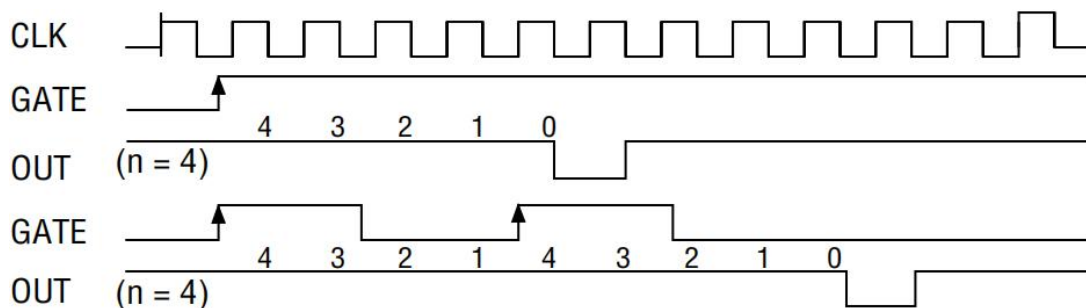 CLK
GATE
4 3 2 1 0
OUT (n = 4)
GATE
4 3 2 1 4 3 2 1 0
OUT (n = 4)